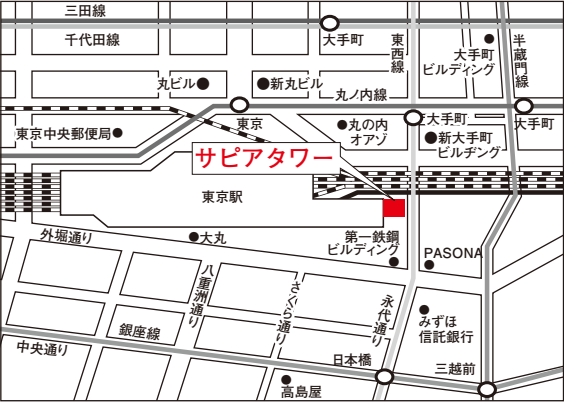 三田線
千代田線
大手町
東西線
大手町
ビルディング
半蔵門線
丸ビル
新丸ビル
丸ノ内線
東京
東京中央郵便局
丸の内
オアゾ
大手町
新大手町
ビルヂング
大手町
サピアタワー
東京駅
外堀通り
大丸
第一鉄鋼
ビルディング
PASONA
八重洲通り
さくら通り
永代通り
みずほ
信託銀行
銀座線
中央通り
日本橋
三越前
高島屋